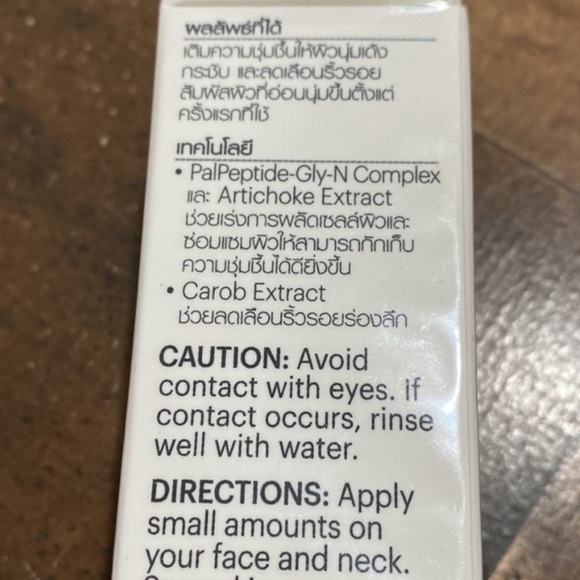 ผลลัพธ์ที่ได้
เติมความชุ่มชื้นให้ผิวนุ่มเด้ง
กระชับ และลดเลือนริ้วรอย
สัมผัสผิวที่อ่อนนุ่มขึ้นตั้งแต่
ครั้งแรกที่ใช้
เทคโนโลยี
• PalPeptide-Gly-N Complex
และ Artichoke Extract
ช่วยเร่งการผลัดเซลล์ผิวและ
ซ่อมแซมผิวให้สามารถกักเก็บ
ความชุ่มชื้นได้ดียิ่งขึ้น
• Carob Extract
ช่วยลดเลือนริ้วรอยร่องลึก
CAUTION: Avoid
contact with eyes. If
contact occurs, rinse
well with water.
DIRECTIONS: Apply
small amounts on
your face and neck.